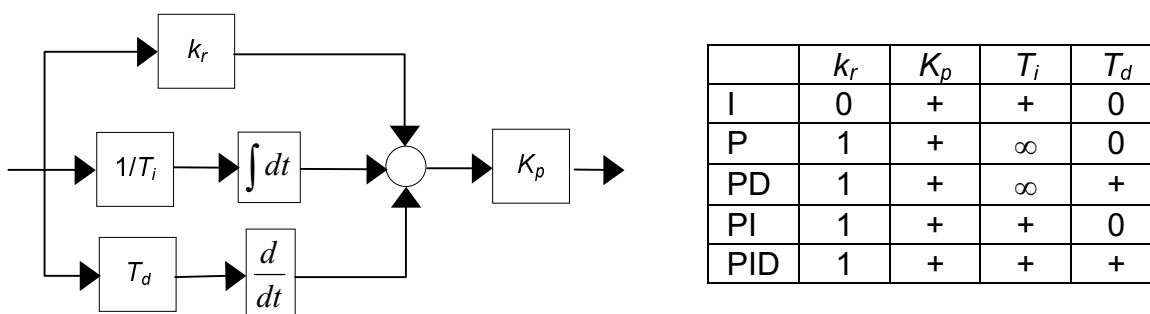 k_r
1/T_i
∫ dt
K_p
T_d
d/dt
k_r K_p T_i T_d
I 0 + + 0
P 1 + ∞ 0
PD 1 + ∞ +
PI 1 + + 0
PID 1 + + +